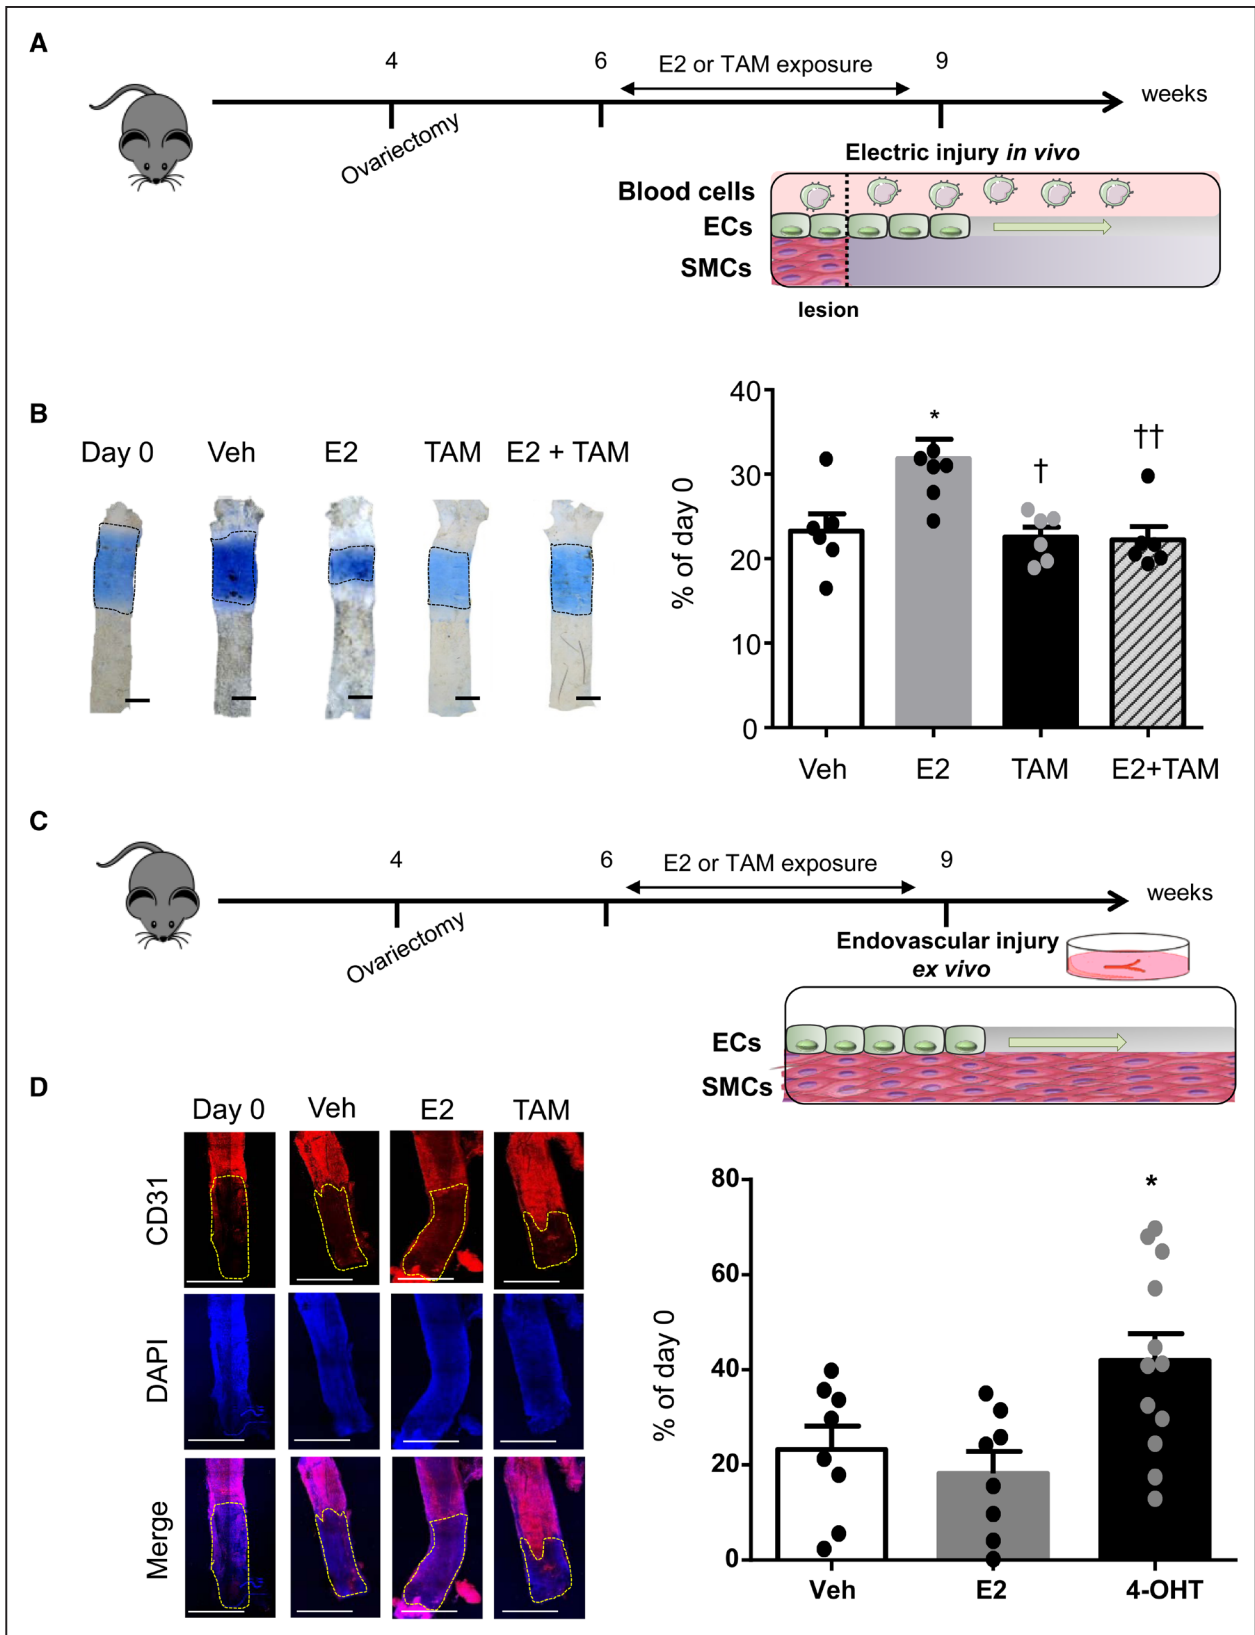 A
4
6
E2 or TAM exposure
9
weeks
Ovariectomy
Electric injury in vivo
Blood cells
ECs
SMCs
lesion
B
Day 0
Veh
E2
TAM
E2 + TAM
% of day 0
40
30
20
10
0
*
†
††
Veh
E2
TAM
E2+TAM
C
4
6
E2 or TAM exposure
9
weeks
Ovariectomy
Endovascular injury
ex vivo
ECs
SMCs
D
Day 0
Veh
E2
TAM
CD31
DAPI
Merge
% of day 0
80
60
40
20
0
*
Veh
E2
4-OHT